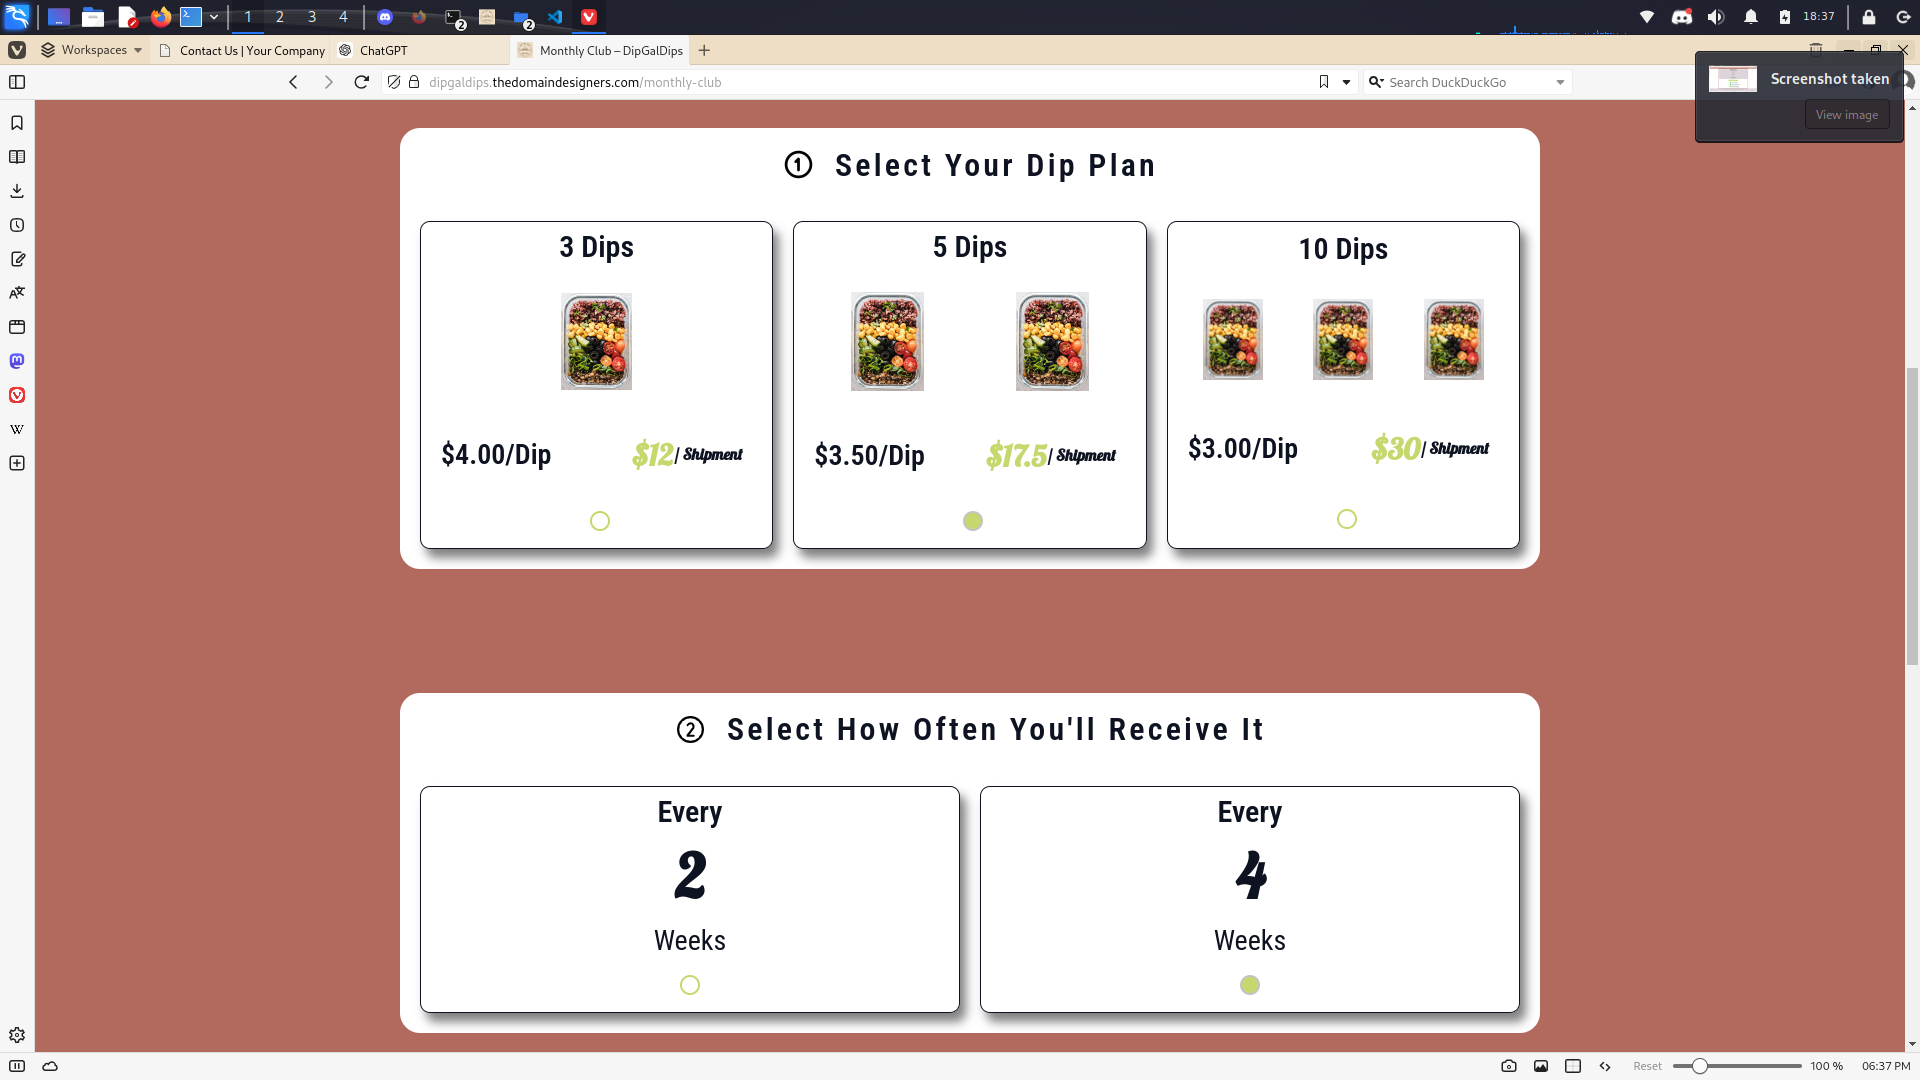 1 2 3 4
2
2
18:37
Workspaces
Contact Us | Your Company
ChatGPT
Monthly Club – DipGalDips
dipgaldips.thedomaindesigners.com/monthly-club
Search DuckDuckGo
Screenshot taken
View image
1 Select Your Dip Plan
3 Dips
$4.00/Dip $12/ Shipment
5 Dips
$3.50/Dip $17.5/ Shipment
10 Dips
$3.00/Dip $30/ Shipment
2 Select How Often You'll Receive It
Every
2
Weeks
Every
4
Weeks
W
Reset
100 %
06:37 PM